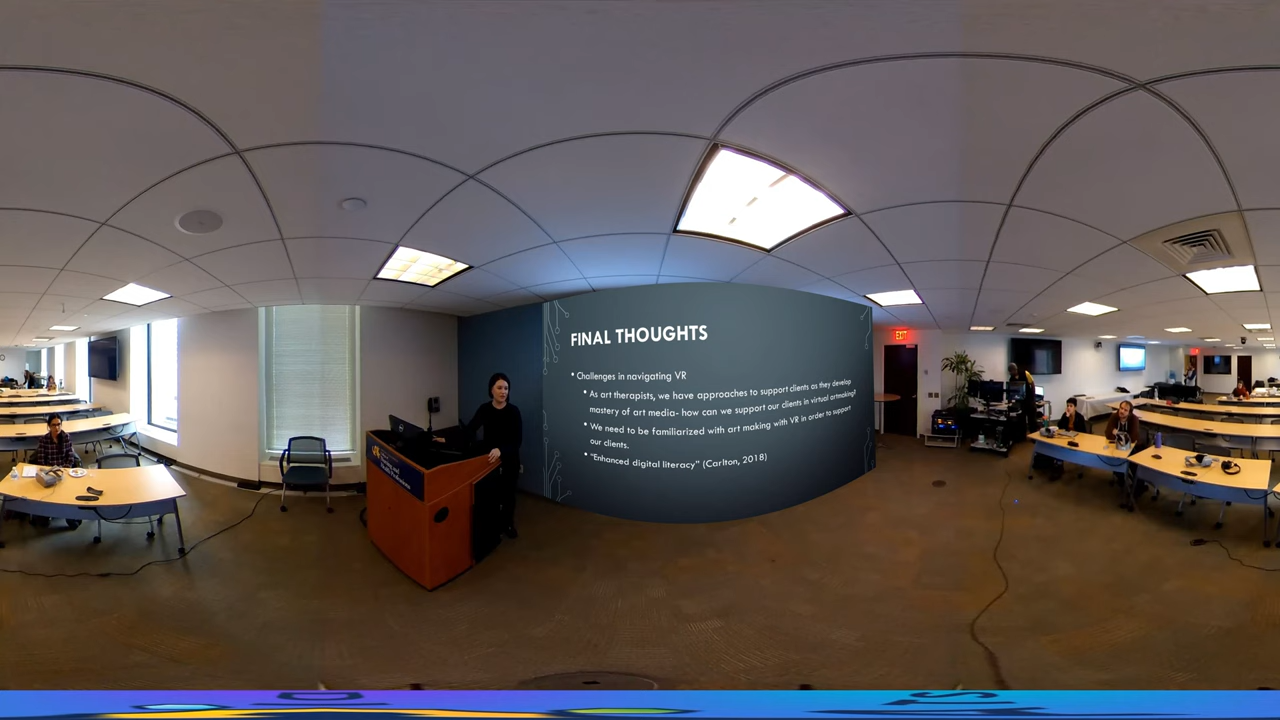 FINAL THOUGHTS
• Challenges in navigating VR
• As art therapists, we have approaches to support clients as they develop
mastery of art media- how can we support our clients in virtual artmaking?
• We need to be familiarized with art making with VR in order to support
our clients.
• "Enhanced digital literacy" (Carlton, 2018)
EXIT